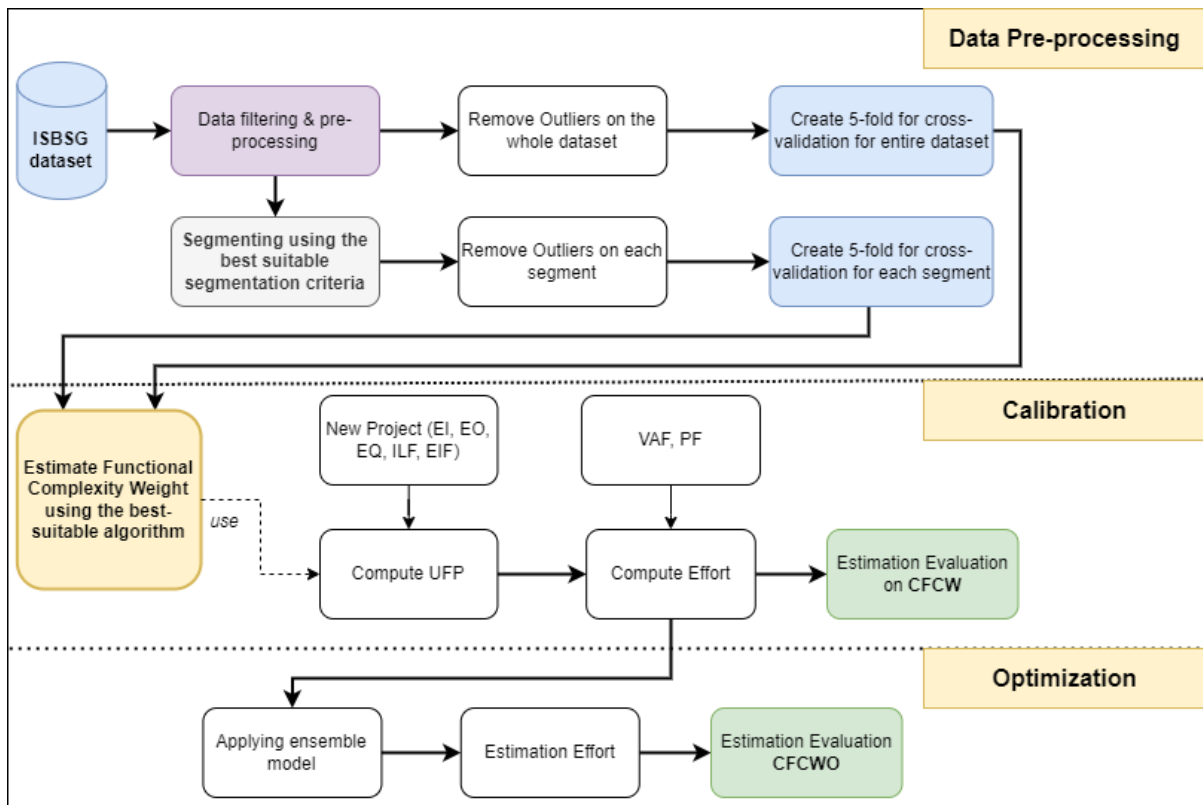 Data Pre-processing
ISBSG
dataset
Data filtering & pre-
processing
Remove Outliers on the
whole dataset
Create 5-fold for cross-
validation for entire dataset
Segmenting using the
best suitable
segmentation criteria
Remove Outliers on each
segment
Create 5-fold for cross-
validation for each segment
Calibration
Estimate Functional
Complexity Weight
using the best-
suitable algorithm
use
New Project (EI, EO,
EQ, ILF, EIF)
VAF, PF
Compute UFP
Compute Effort
Estimation Evaluation
on CFCW
Optimization
Applying ensemble
model
Estimation Effort
Estimation Evaluation
CFCWO